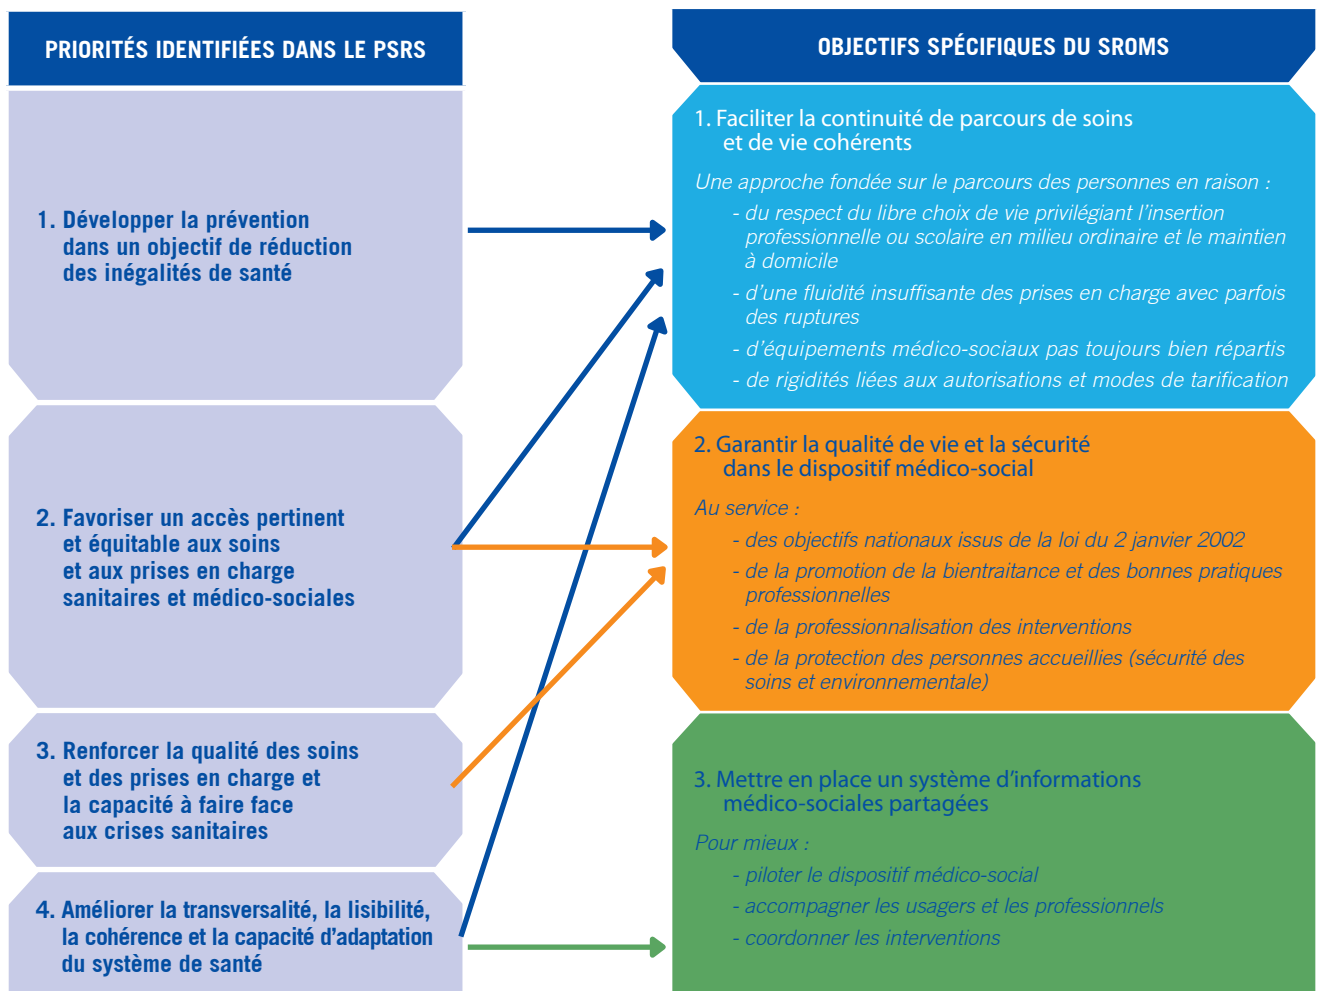 PRIORITÉS IDENTIFIÉES DANS LE PSRS
1. Développer la prévention
dans un objectif de réduction
des inégalités de santé
2. Favoriser un accès pertinent
et équitable aux soins
et aux prises en charge
sanitaires et médico-sociales
3. Renforcer la qualité des soins
et des prises en charge et
la capacité à faire face
aux crises sanitaires
4. Améliorer la transversalité, la lisibilité,
la cohérence et la capacité d’adaptation
du système de santé
OBJECTIFS SPÉCIFIQUES DU SROMS
1. Faciliter la continuité de parcours de soins
et de vie cohérents
Une approche fondée sur le parcours des personnes en raison :
- du respect du libre choix de vie privilégiant l’insertion
professionnelle ou scolaire en milieu ordinaire et le maintien
à domicile
- d’une fluidité insuffisante des prises en charge avec parfois
des ruptures
- d’équipements médico-sociaux pas toujours bien répartis
- de rigidités liées aux autorisations et modes de tarification
2. Garantir la qualité de vie et la sécurité
dans le dispositif médico-social
Au service :
- des objectifs nationaux issus de la loi du 2 janvier 2002
- de la promotion de la bientraitance et des bonnes pratiques
professionnelles
- de la professionnalisation des interventions
- de la protection des personnes accueillies (sécurité des
soins et environnementale)
3. Mettre en place un système d’informations
médico-sociales partagées
Pour mieux :
- piloter le dispositif médico-social
- accompagner les usagers et les professionnels
- coordonner les interventions